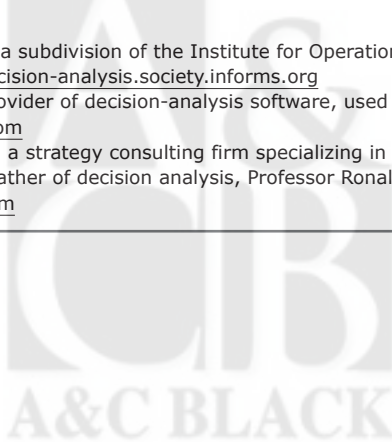 a subdivision of the Institute for Operation
cision-analysis.society.informs.org
ovider of decision-analysis software, used
om
a strategy consulting firm specializing in
ather of decision analysis, Professor Ronal
m
A&C BLACK